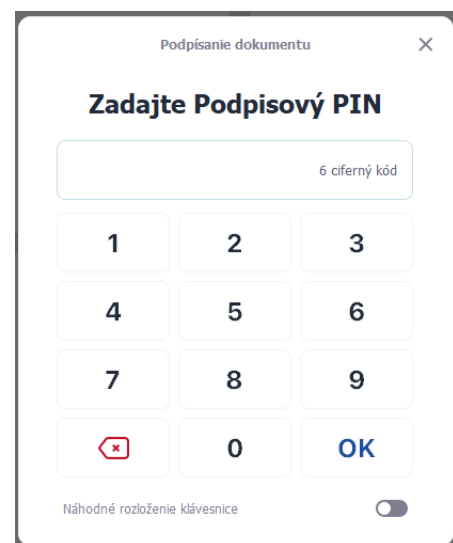 Podpísanie dokumentu
Zadajte Podpisový PIN
6 ciferný kód
1 2 3
4 5 6
7 8 9
0 OK
Náhodné rozloženie klávesnice